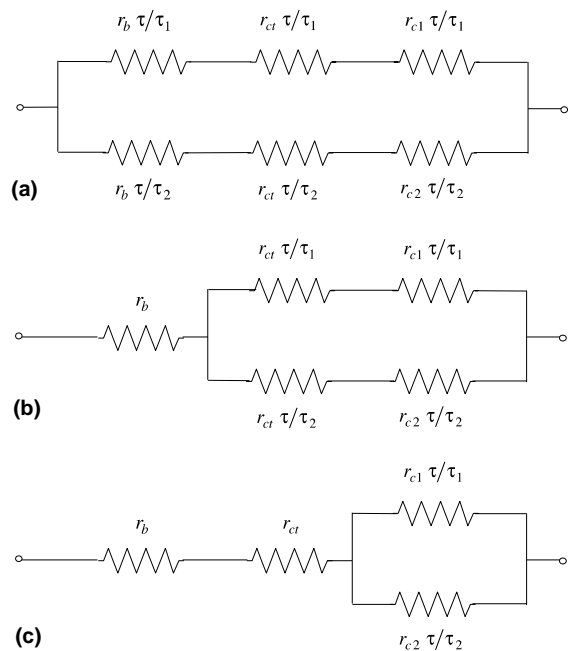 r_b τ/τ_1 r_ct τ/τ_1 r_c1 τ/τ_1
(a)
r_b τ/τ_2 r_ct τ/τ_2 r_c2 τ/τ_2
r_ct τ/τ_1 r_c1 τ/τ_1
r_b
(b)
r_ct τ/τ_2 r_c2 τ/τ_2
r_c1 τ/τ_1
r_b r_ct
(c)
r_c2 τ/τ_2